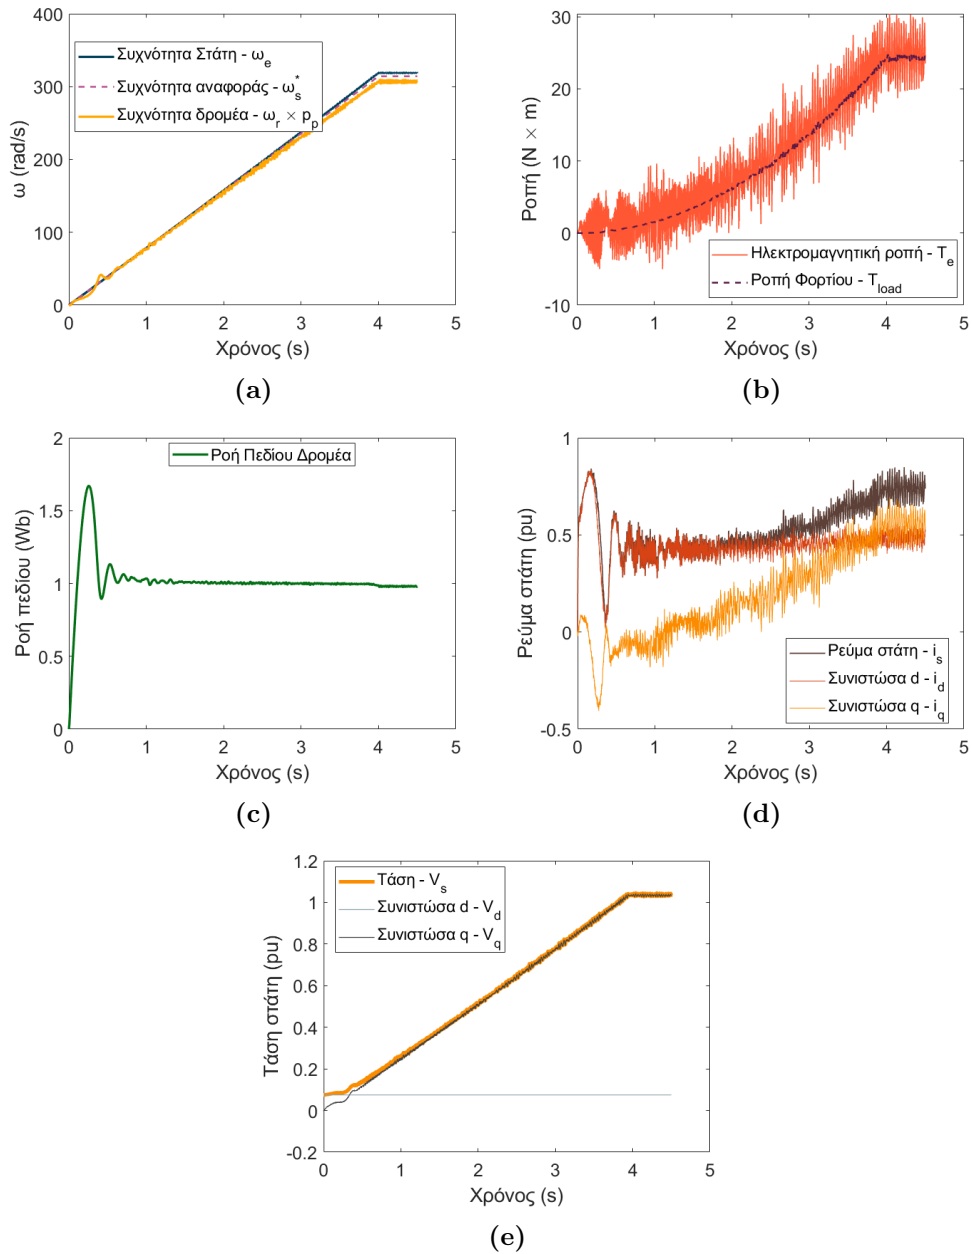 400
300
200
100
0
ω (rad/s)
Συχνότητα Στάτη - ω_e
Συχνότητα αναφοράς - ω_s^*
Συχνότητα δρομέα - ω_r × p_p
0 1 2 3 4 5
Χρόνος (s)
(a)
30
20
10
0
-10
Ροπή (N × m)
Ηλεκτρομαγνητική ροπή - T_e
Ροπή Φορτίου - T_load
0 1 2 3 4 5
Χρόνος (s)
(b)
2
1.5
1
0.5
0
Ροή πεδίου (Wb)
Ροή Πεδίου Δρομέα
0 1 2 3 4 5
Χρόνος (s)
(c)
1
0.5
0
-0.5
Ρεύμα στάτη (pu)
Ρεύμα στάτη - i_s
Συνιστώσα d - i_d
Συνιστώσα q - i_q
0 1 2 3 4 5
Χρόνος (s)
(d)
1.2
1
0.8
0.6
0.4
0.2
0
-0.2
Τάση στάτη (pu)
Τάση - V_s
Συνιστώσα d - V_d
Συνιστώσα q - V_q
0 1 2 3 4 5
Χρόνος (s)
(e)